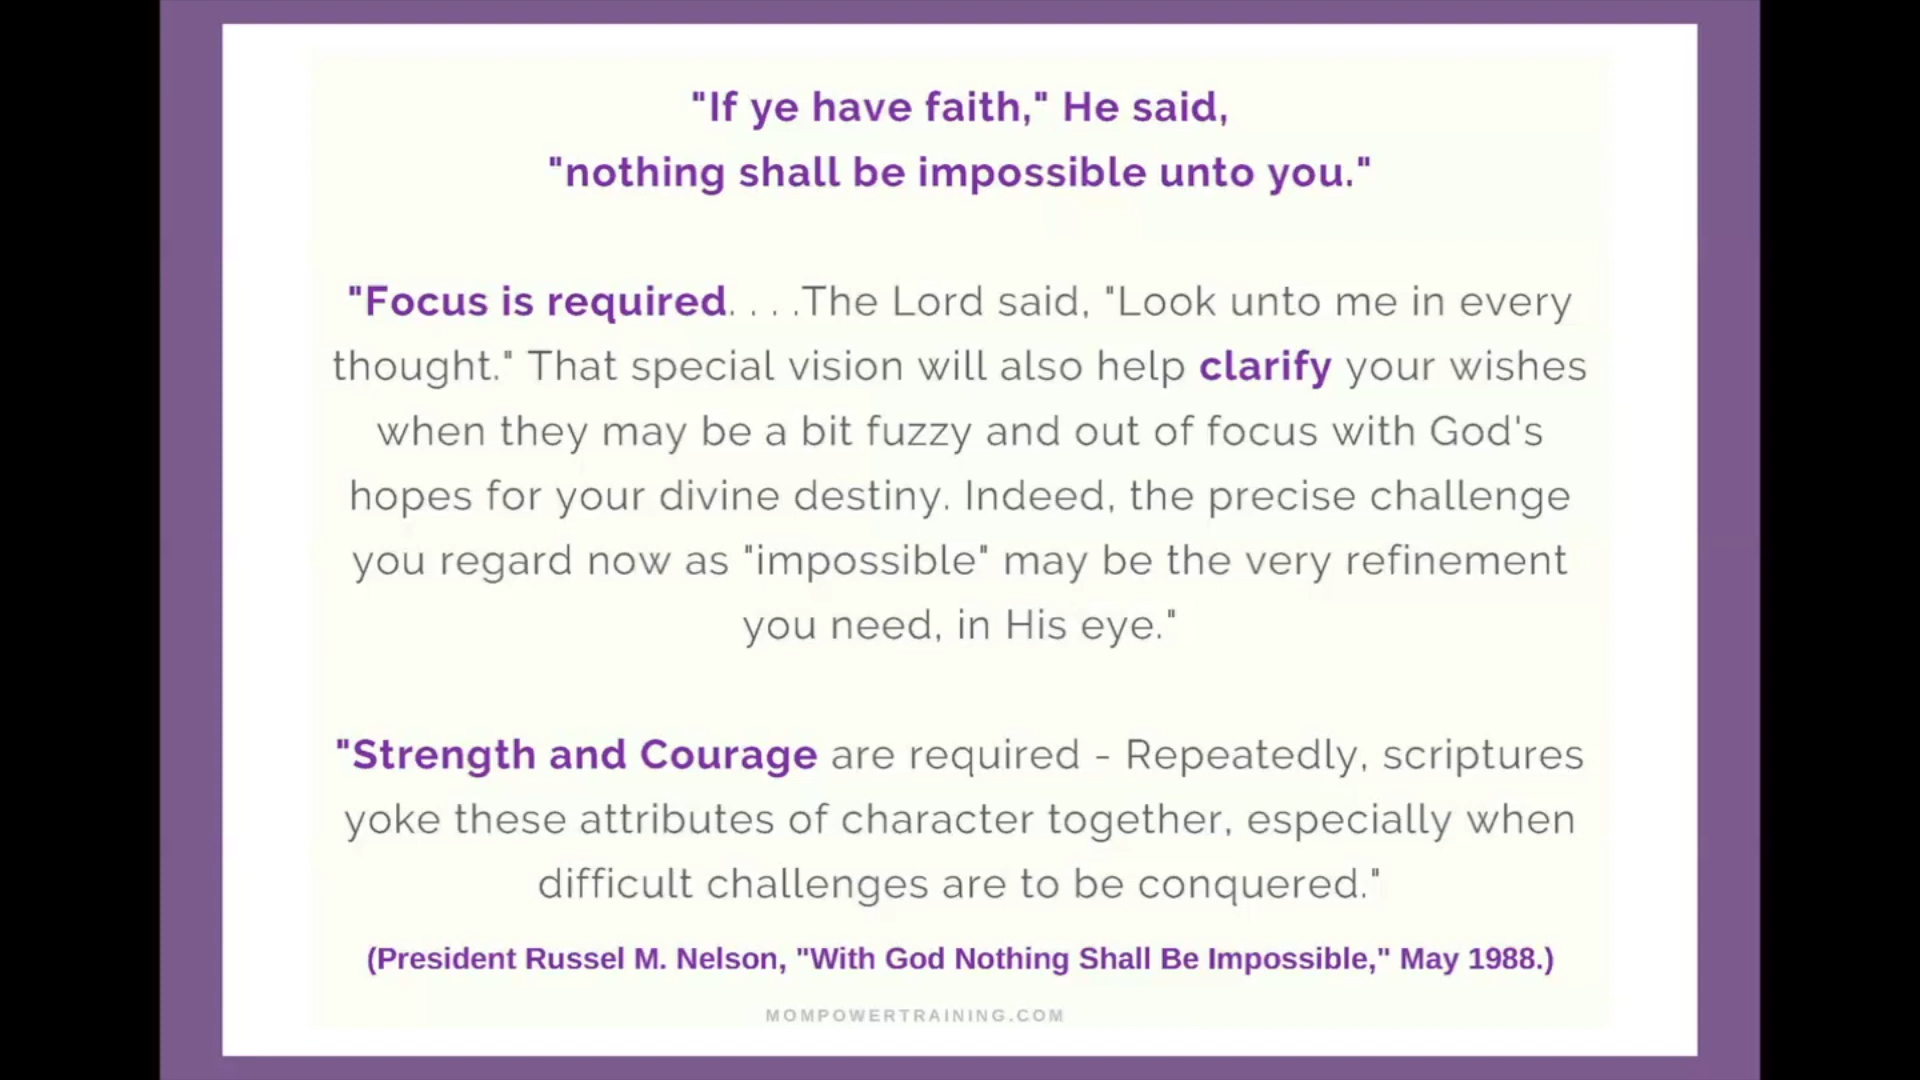 "If ye have faith," He said,
"nothing shall be impossible unto you."
"Focus is required. . . .The Lord said, "Look unto me in every
thought." That special vision will also help clarify your wishes
when they may be a bit fuzzy and out of focus with God's
hopes for your divine destiny. Indeed, the precise challenge
you regard now as "impossible" may be the very refinement
you need, in His eye."
"Strength and Courage are required - Repeatedly, scriptures
yoke these attributes of character together, especially when
difficult challenges are to be conquered."
(President Russel M. Nelson, "With God Nothing Shall Be Impossible," May 1988.)
MOMPOWERTRAINING.COM